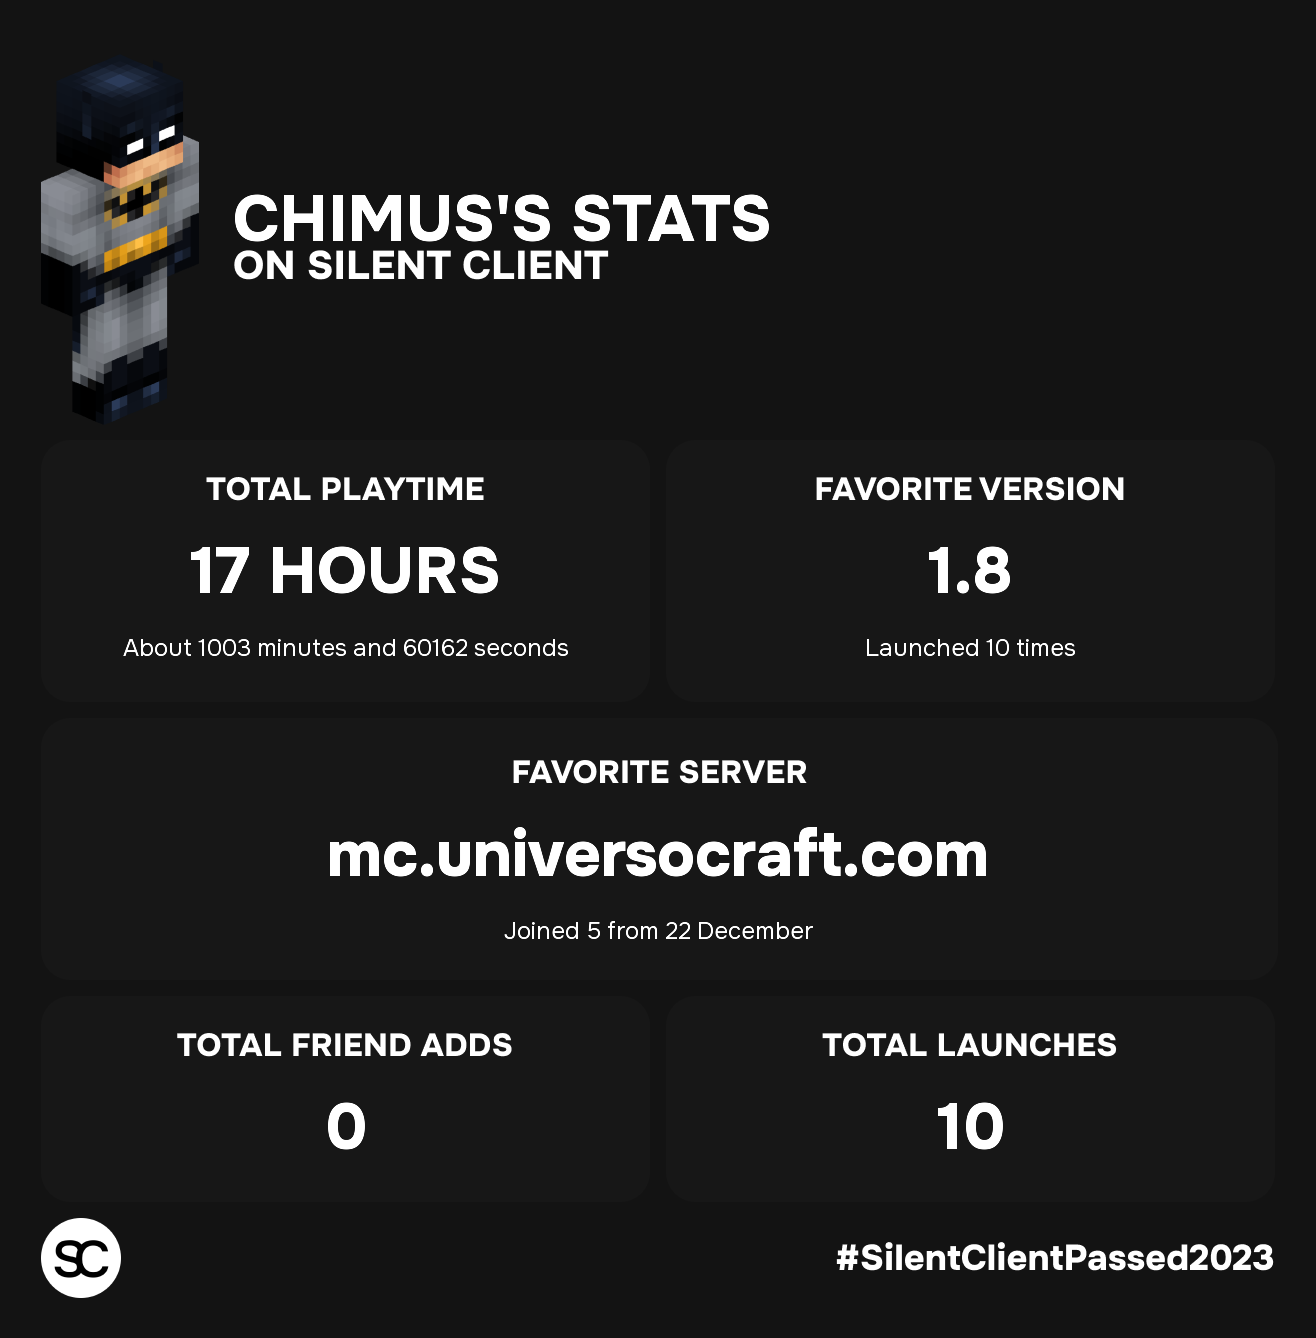 CHIMUS'S STATS
ON SILENT CLIENT
TOTAL PLAYTIME
17 HOURS
About 1003 minutes and 60162 seconds
FAVORITE VERSION
1.8
Launched 10 times
FAVORITE SERVER
mc.universocraft.com
Joined 5 from 22 December
TOTAL FRIEND ADDS
0
TOTAL LAUNCHES
10
SC
#SilentClientPassed2023